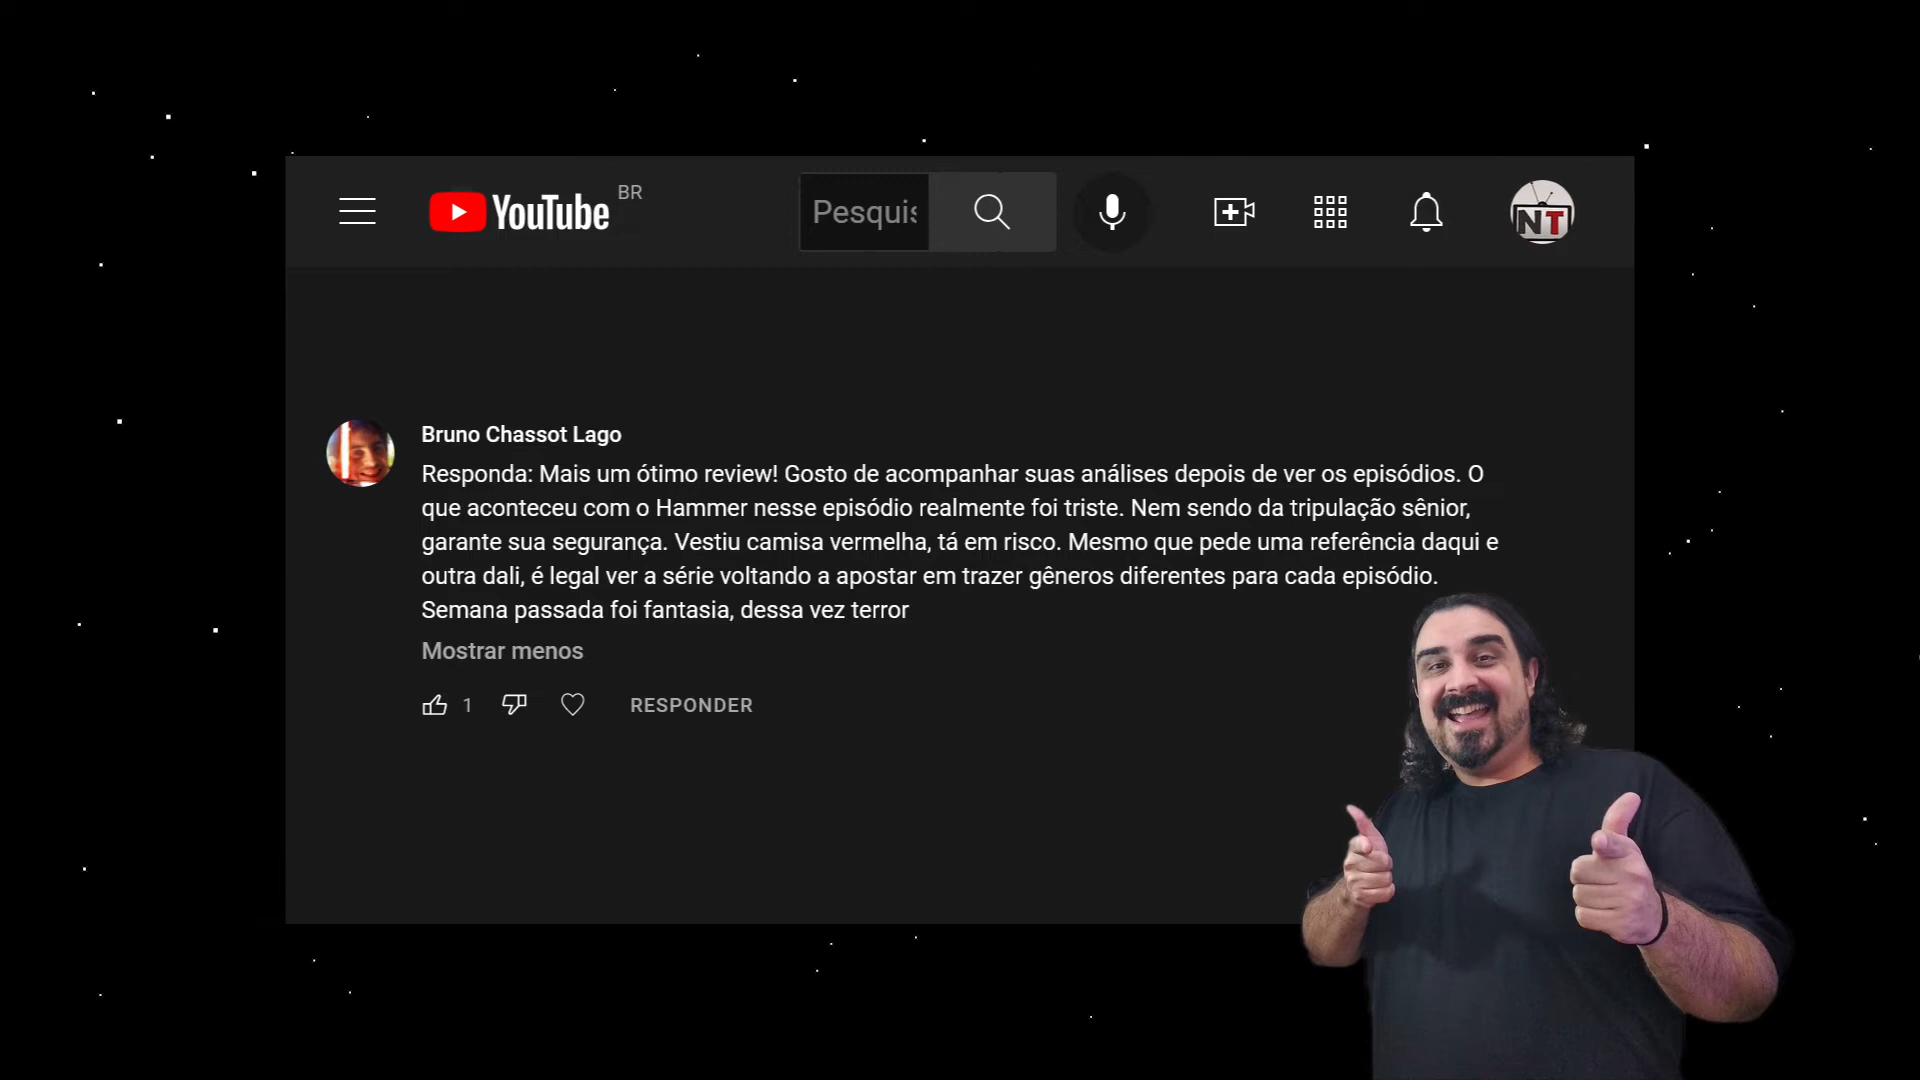 YouTube BR
Pesquis
NT
Bruno Chassot Lago
Responda: Mais um ótimo review! Gosto de acompanhar suas análises depois de ver os episódios. O
que aconteceu com o Hammer nesse episódio realmente foi triste. Nem sendo da tripulação sênior,
garante sua segurança. Vestiu camisa vermelha, tá em risco. Mesmo que pede uma referência daqui e
outra dali, é legal ver a série voltando a apostar em trazer gêneros diferentes para cada episódio.
Semana passada foi fantasia, dessa vez terror
Mostrar menos
1 RESPONDER